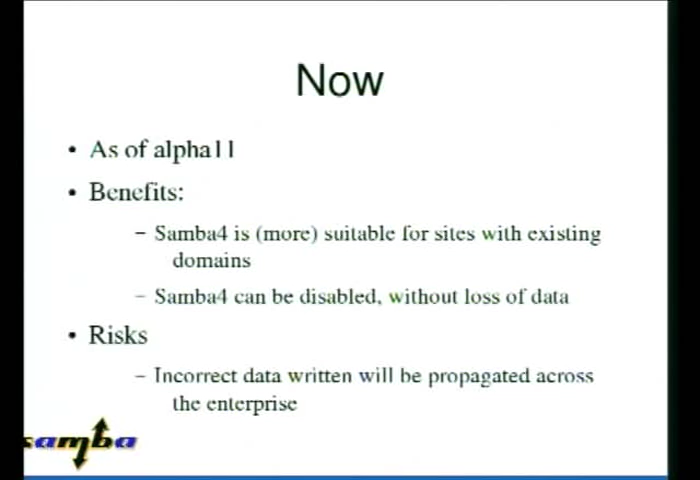 Now
• As of alpha11
• Benefits:
– Samba4 is (more) suitable for sites with existing
domains
– Samba4 can be disabled, without loss of data
• Risks
– Incorrect data written will be propagated across
the enterprise
samba